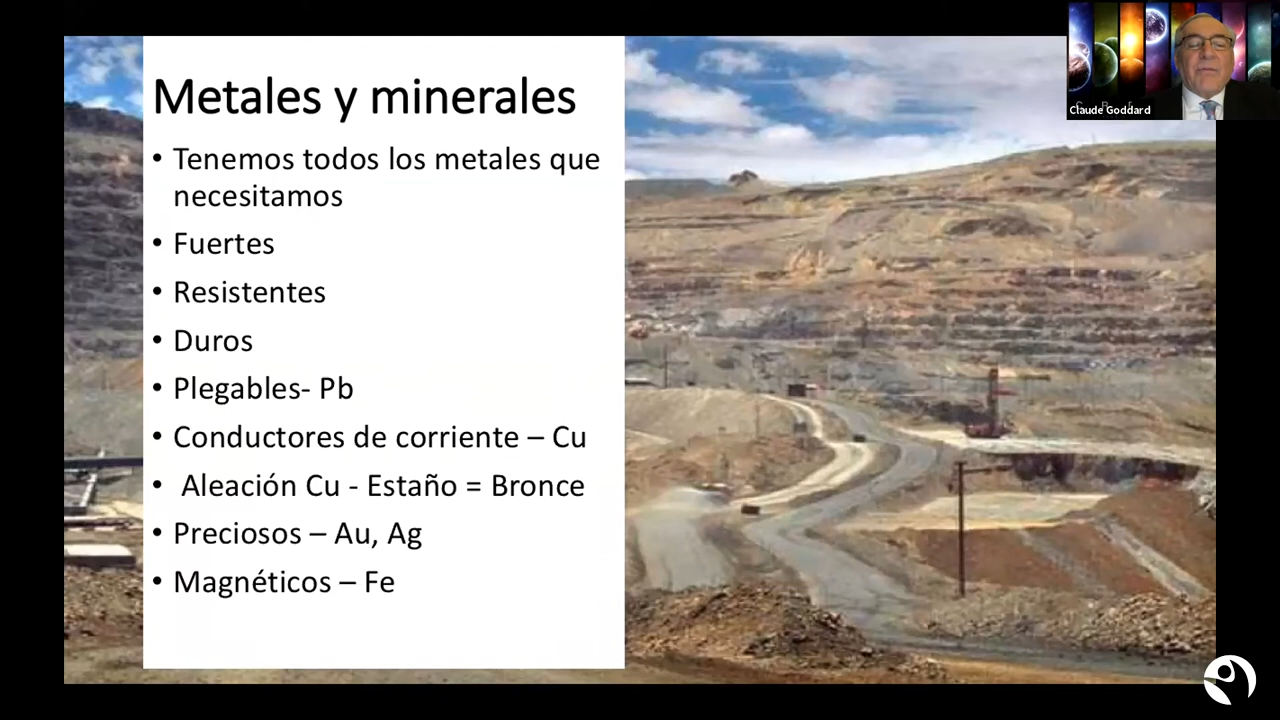 Metales y minerales
• Tenemos todos los metales que
necesitamos
• Fuertes
• Resistentes
• Duros
• Plegables- Pb
• Conductores de corriente – Cu
• Aleación Cu - Estaño = Bronce
• Preciosos – Au, Ag
• Magnéticos – Fe
Claude Goddard